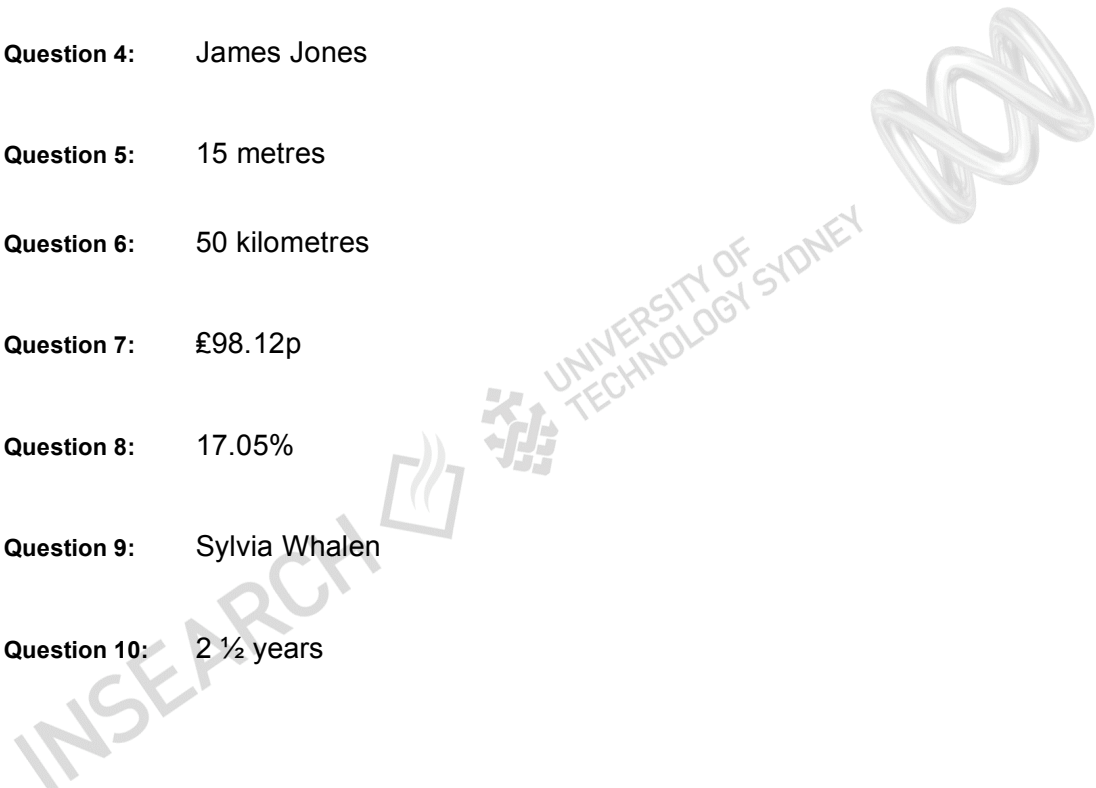 Question 4: James Jones
Question 5: 15 metres
Question 6: 50 kilometres
Question 7: ₤98.12p
Question 8: 17.05%
Question 9: Sylvia Whalen
Question 10: 2 ½ years
INSEARCH
UNIVERSITY OF
TECHNOLOGY SYDNEY